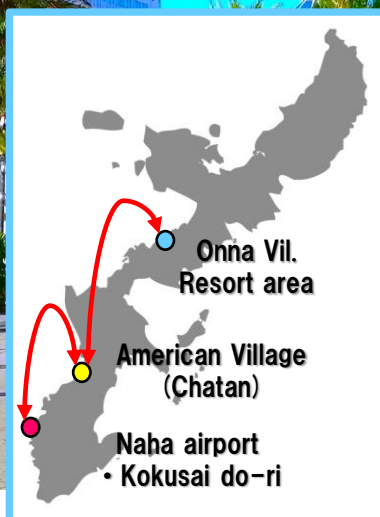 Onna Vil.
Resort area
American Village
(Chatan)
Naha airport
・Kokusai do-ri